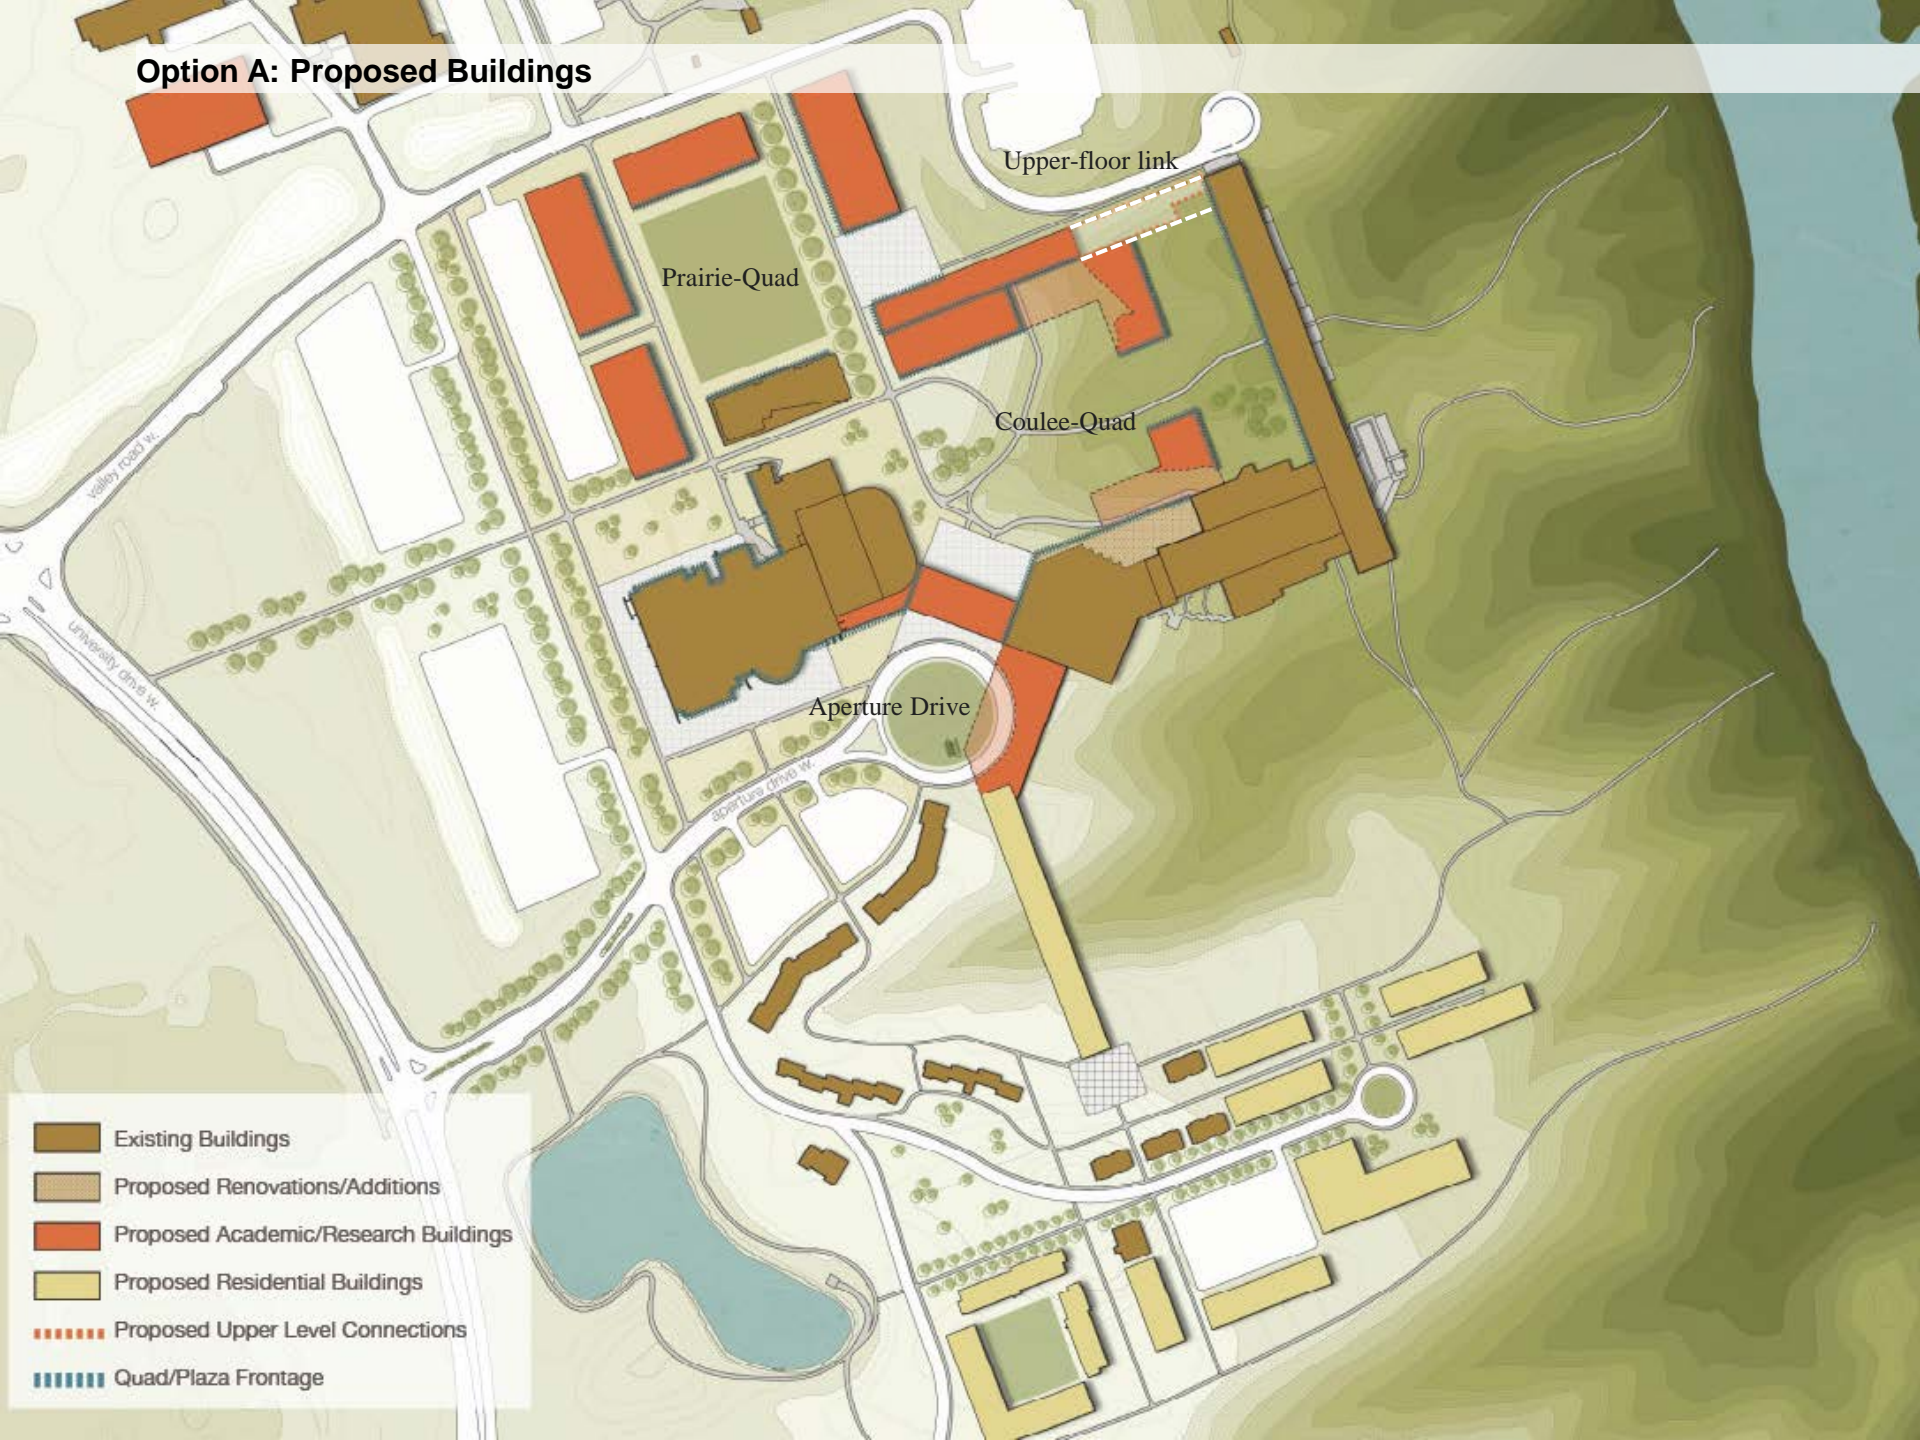 Option A: Proposed Buildings
Upper-floor link
Prairie-Quad
Coulee-Quad
valley road w.
university drive w.
Aperture Drive
aperture drive w.
Existing Buildings
Proposed Renovations/Additions
Proposed Academic/Research Buildings
Proposed Residential Buildings
Proposed Upper Level Connections
Quad/Plaza Frontage